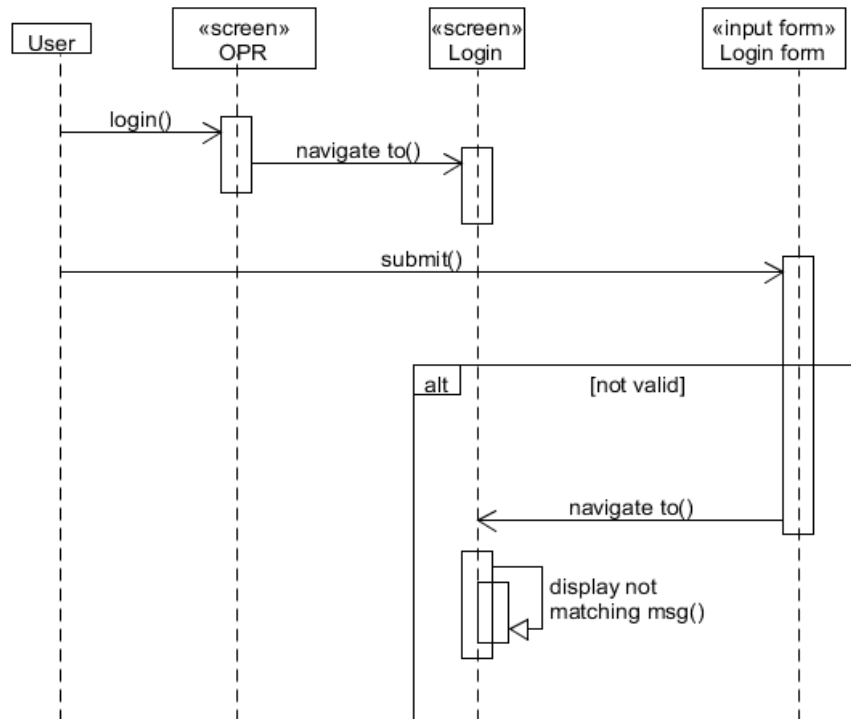 User
«screen»
OPR
«screen»
Login
«input form»
Login form
login()
navigate to()
submit()
alt
[not valid]
navigate to()
display not
matching msg()